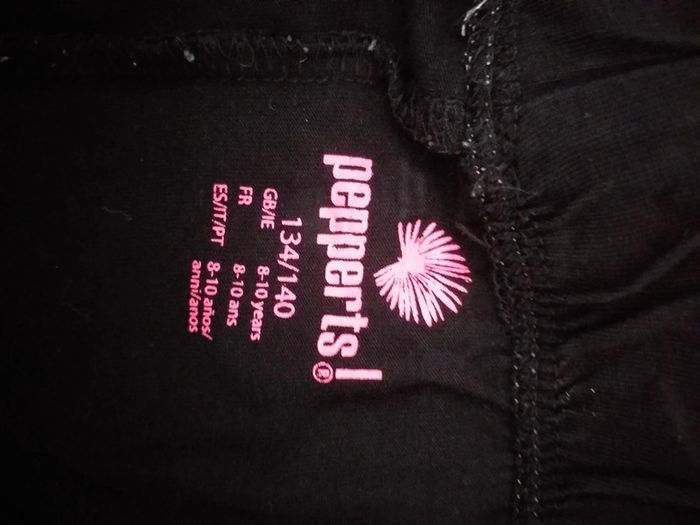 pepperts!®
134/140
GB/IE 8-10 years
FR 8-10 ans
ES/IT/PT 8-10 años/
anni/anos